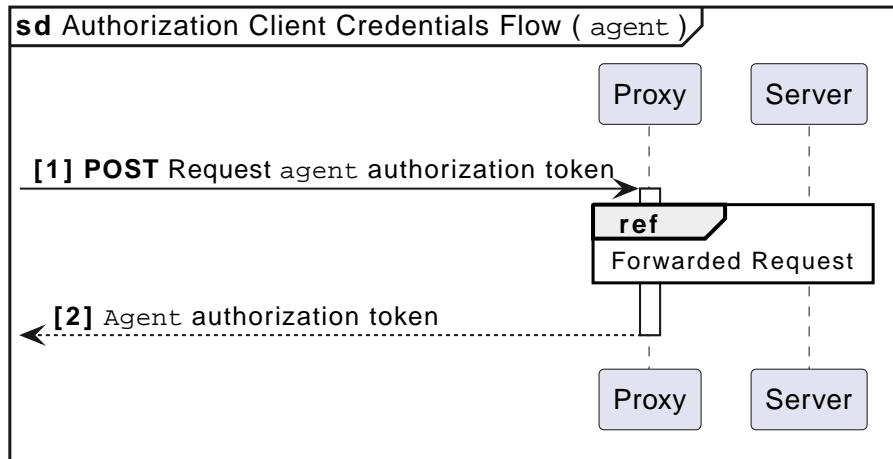 sd Authorization Client Credentials Flow ( agent )
Proxy Server
[1] POST Request agent authorization token
ref
Forwarded Request
[2] Agent authorization token
Proxy Server